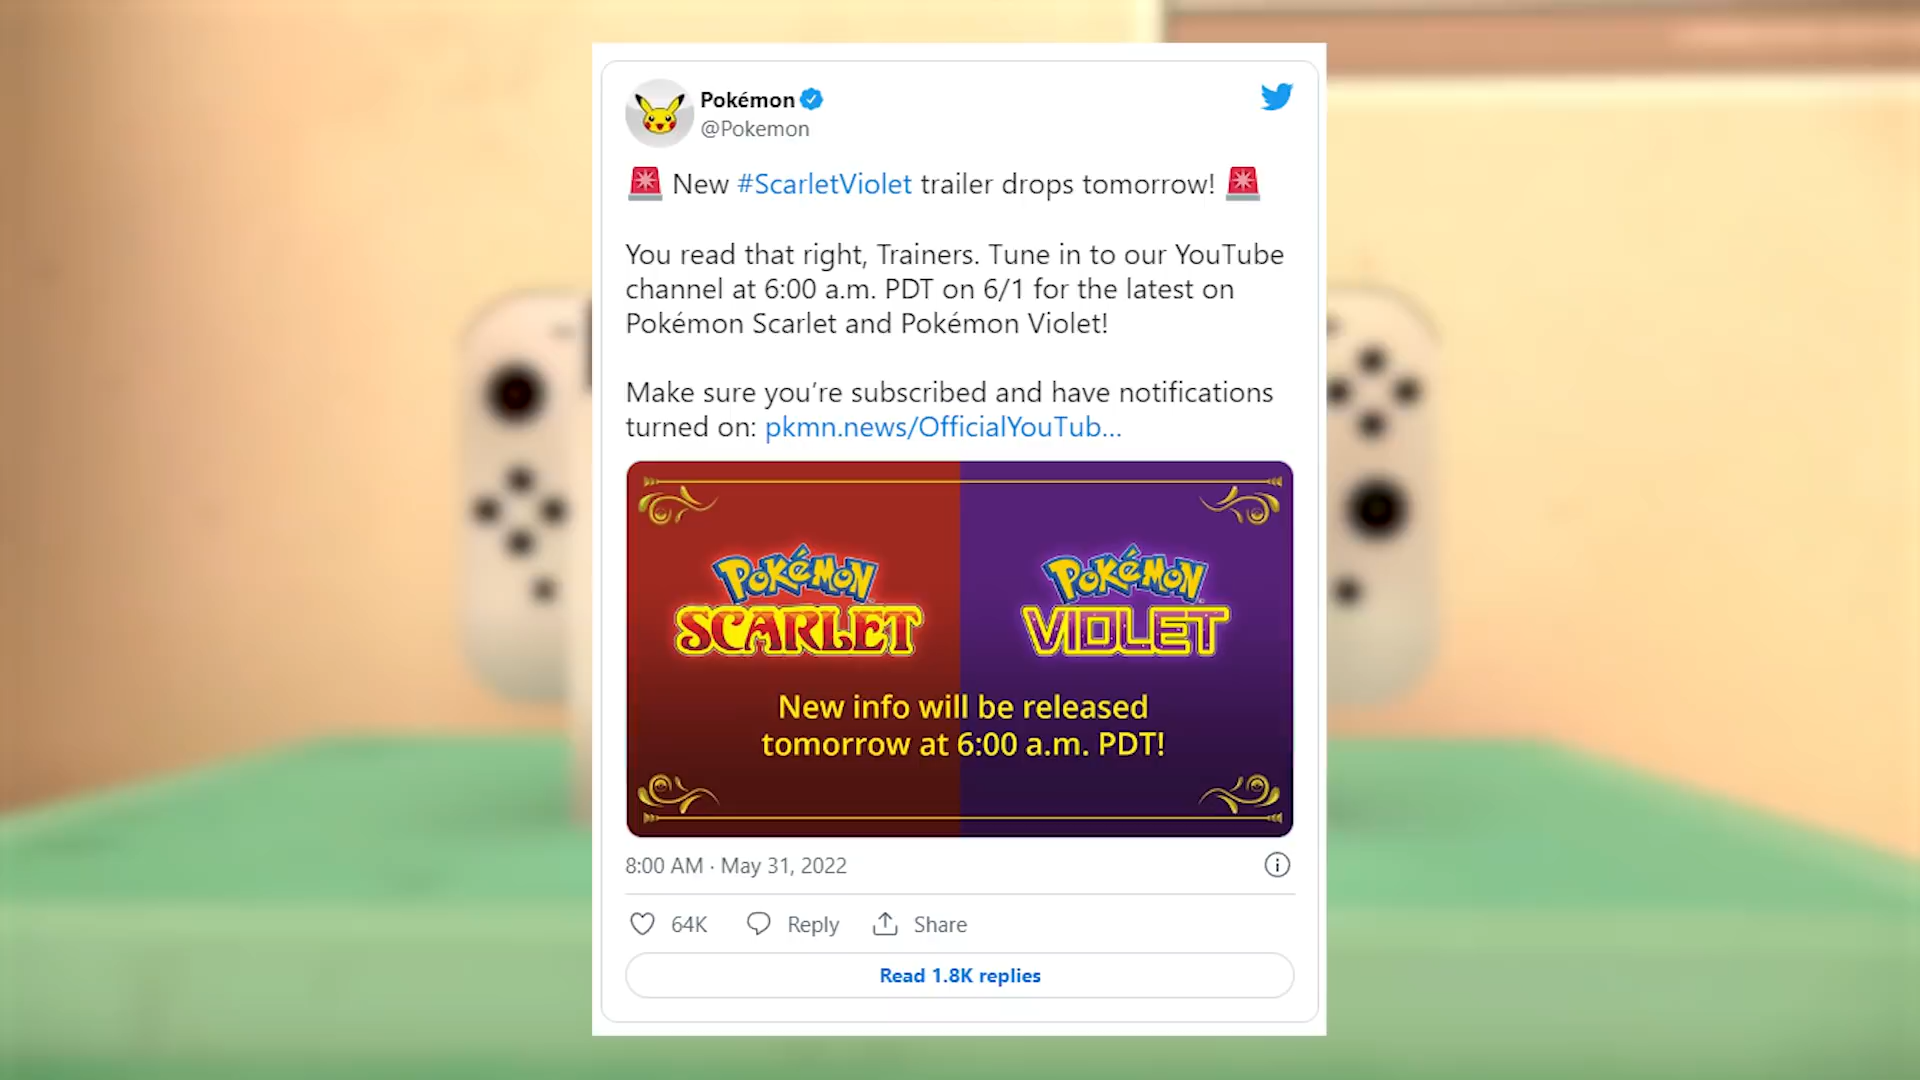 Pokémon
@Pokemon
🚨 New #ScarletViolet trailer drops tomorrow! 🚨
You read that right, Trainers. Tune in to our YouTube
channel at 6:00 a.m. PDT on 6/1 for the latest on
Pokémon Scarlet and Pokémon Violet!
Make sure you’re subscribed and have notifications
turned on: pkmn.news/OfficialYouTub…
POKéMON
SCARLET
POKéMON
VIOLET
New info will be released
tomorrow at 6:00 a.m. PDT!
8:00 AM · May 31, 2022
64K Reply Share
Read 1.8K replies